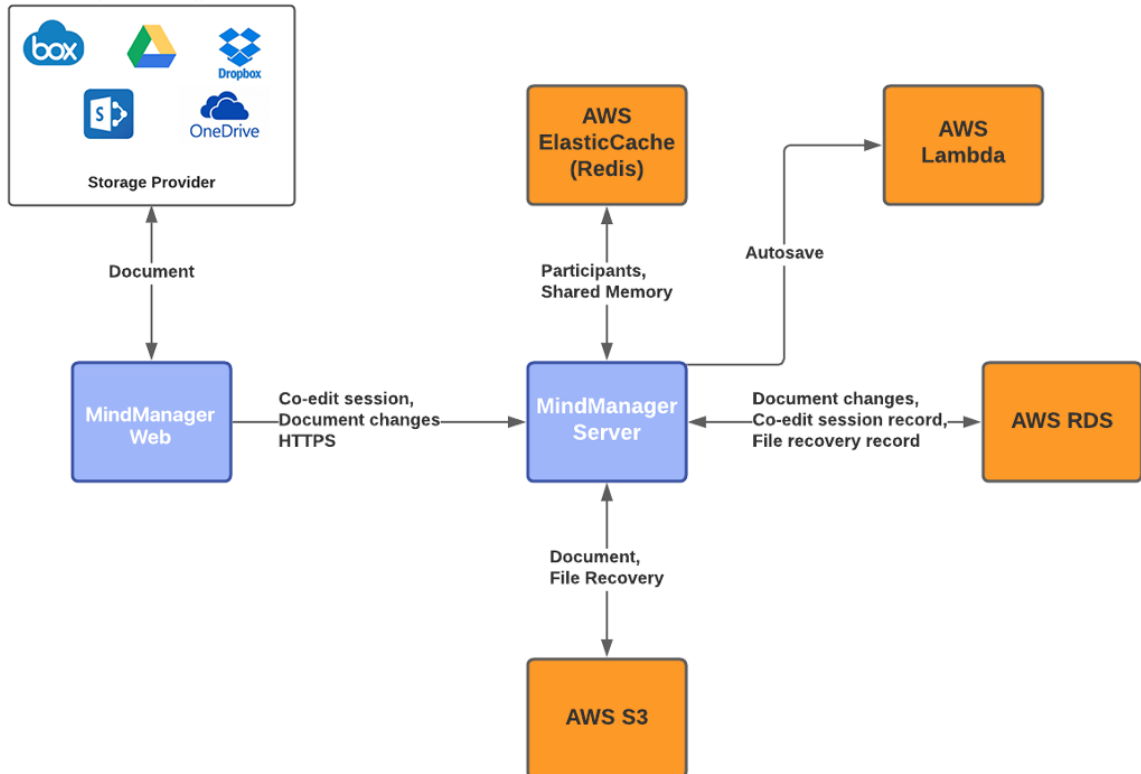 box
Dropbox
S
OneDrive
Storage Provider
AWS
ElasticCache
(Redis)
AWS
Lambda
Document
Participants,
Shared Memory
Autosave
MindManager
Web
Co-edit session,
Document changes
HTTPS
MindManager
Server
Document changes,
Co-edit session record,
File recovery record
AWS RDS
Document,
File Recovery
AWS S3